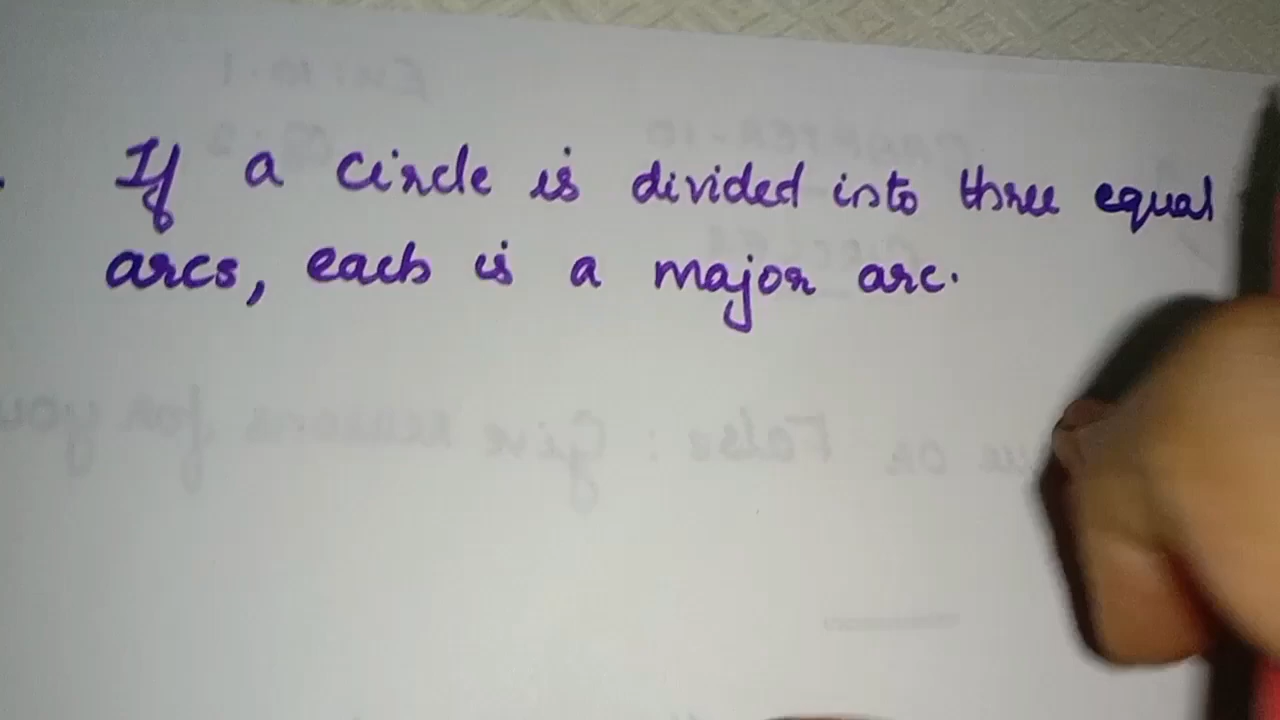 If a circle is divided into three equal
arcs, each is a major arc.